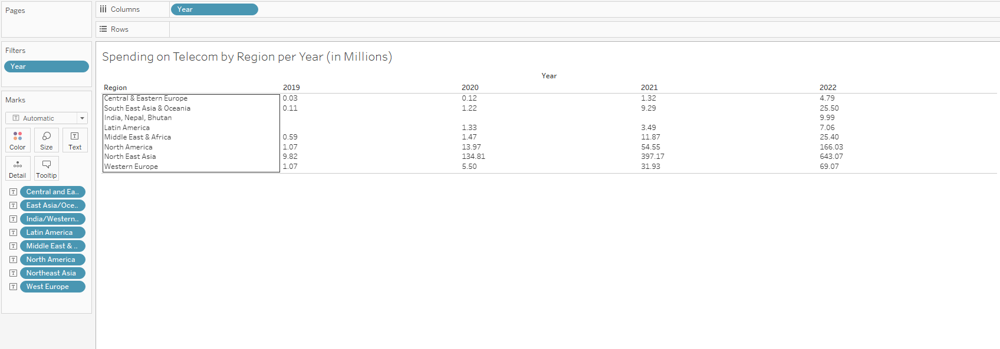 Pages
Columns
Year
Rows
Filters
Year
Marks
Automatic
Color
Size
Text
Detail
Tooltip
Central and Ea..
East Asia/Oce..
India/Western..
Latin America
Middle East & ..
North America
Northeast Asia
West Europe
Spending on Telecom by Region per Year (in Millions)
Year
Region 2019 2020 2021 2022
Central & Eastern Europe 0.03 0.12 1.32 4.79
South East Asia & Oceania 0.11 1.22 9.29 25.50
India, Nepal, Bhutan 9.99
Latin America 1.33 3.49 7.06
Middle East & Africa 0.59 1.47 11.87 25.40
North America 1.07 13.97 54.55 166.03
North East Asia 9.82 134.81 397.17 643.07
Western Europe 1.07 5.50 31.93 69.07